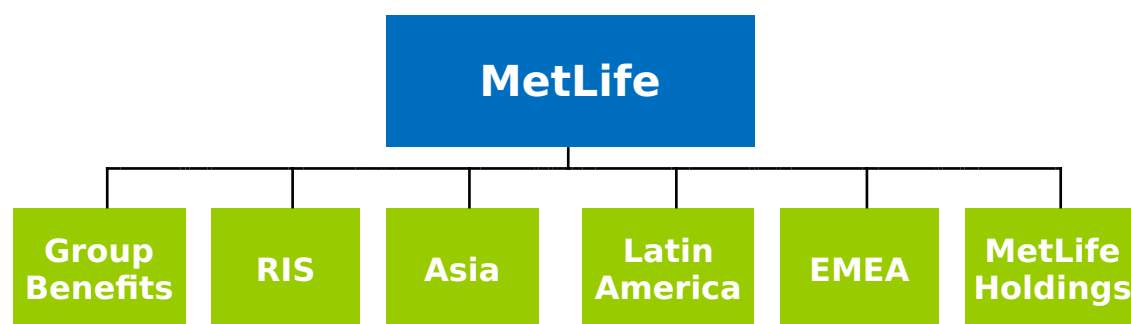 MetLife
Group
Benefits
RIS
Asia
Latin
America
EMEA
MetLife
Holdings